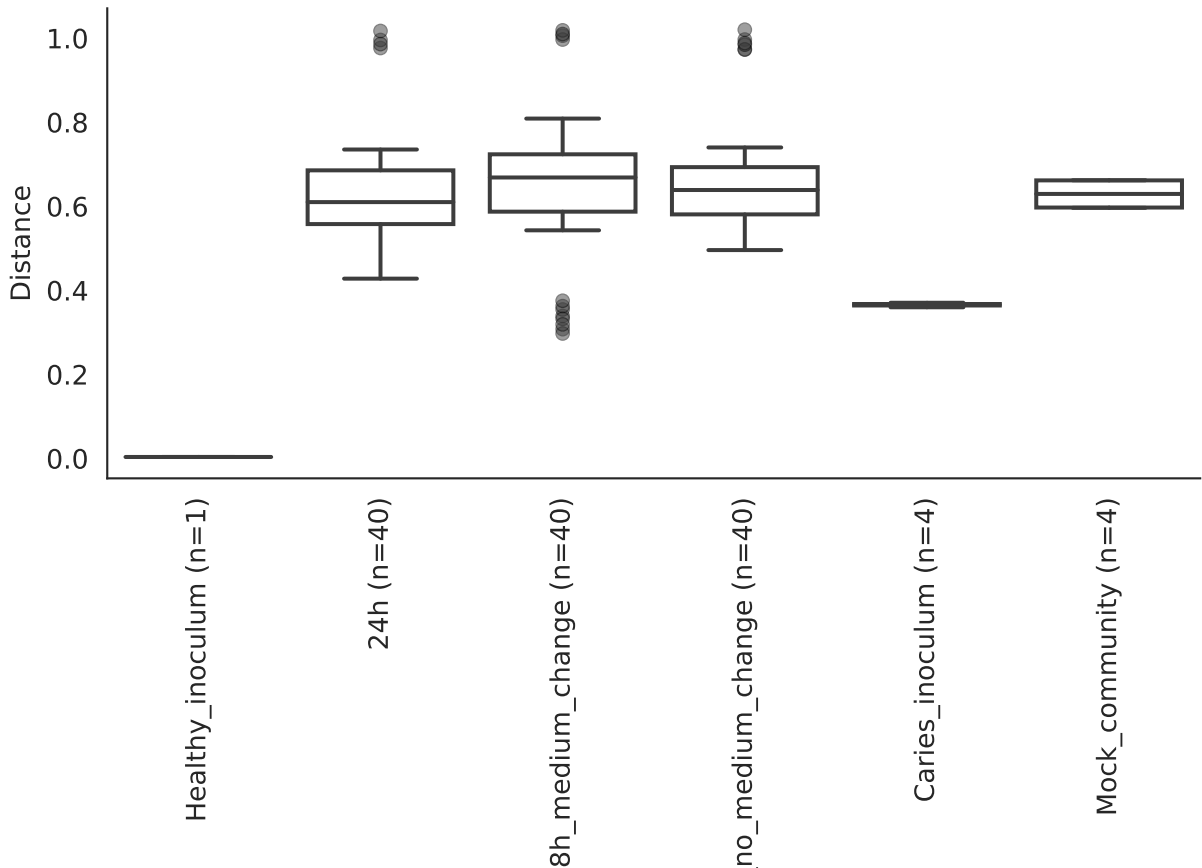 1.0
0.8
0.6
0.4
0.2
0.0
Distance
Healthy_inoculum (n=1)
24h (n=40)
8h_medium_change (n=40)
no_medium_change (n=40)
Caries_inoculum (n=4)
Mock_community (n=4)